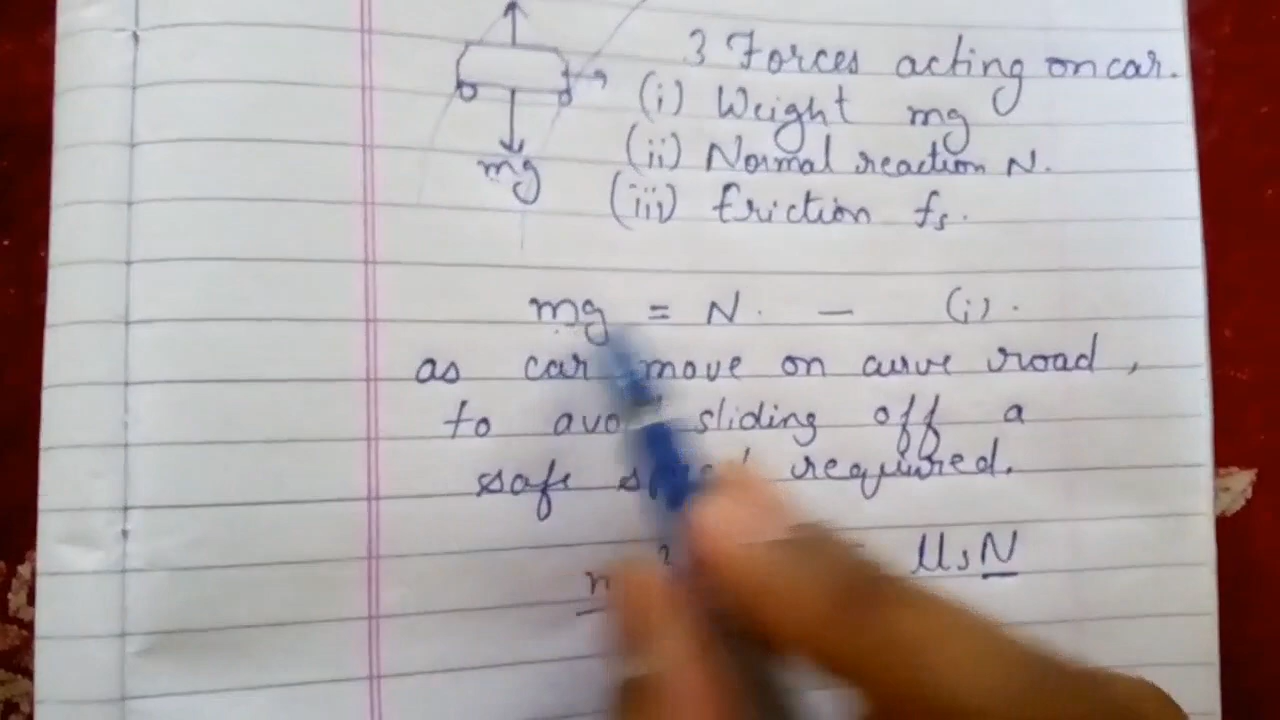 3 Forces acting on car.
(i) Weight mg
mg
(ii) Normal reaction N.
(iii) friction fs.
mg = N. — (i).
as car move on curve road,
to sliding off a
safe required.
μsN